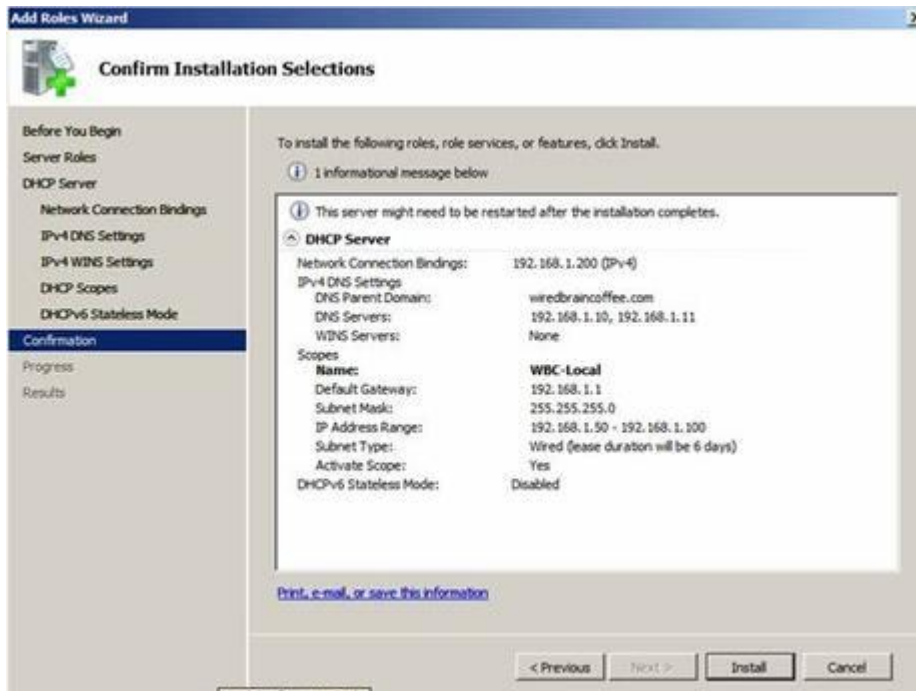 Add Roles Wizard
Confirm Installation Selections
Before You Begin
Server Roles
DHCP Server
Network Connection Bindings
IPv4 DNS Settings
IPv4 WINS Settings
DHCP Scopes
DHCPv6 Stateless Mode
Confirmation
Progress
Results
To install the following roles, role services, or features, click Install.
1 informational message below
This server might need to be restarted after the installation completes.
DHCP Server
Network Connection Bindings: 192.168.1.200 (IPv4)
IPv4 DNS Settings
DNS Parent Domain: wiredbraincoffee.com
DNS Servers: 192.168.1.10, 192.168.1.11
WINS Servers: None
Scopes
Name: WBC-Local
Default Gateway: 192.168.1.1
Subnet Mask: 255.255.255.0
IP Address Range: 192.168.1.50 - 192.168.1.100
Subnet Type: Wired (lease duration will be 6 days)
Activate Scope: Yes
DHCPv6 Stateless Mode: Disabled
Print, e-mail, or save this information
< Previous
Next >
Install
Cancel